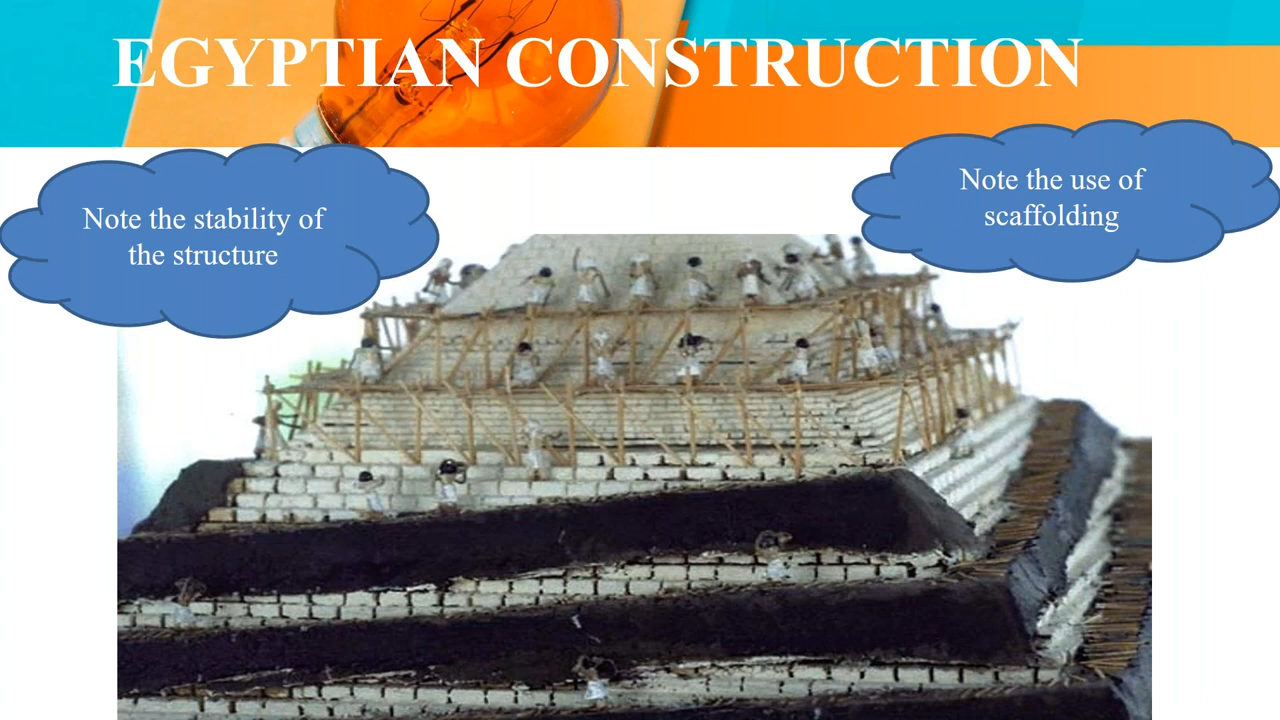 EGYPTIAN CONSTRUCTION
Note the stability of
the structure
Note the use of
scaffolding